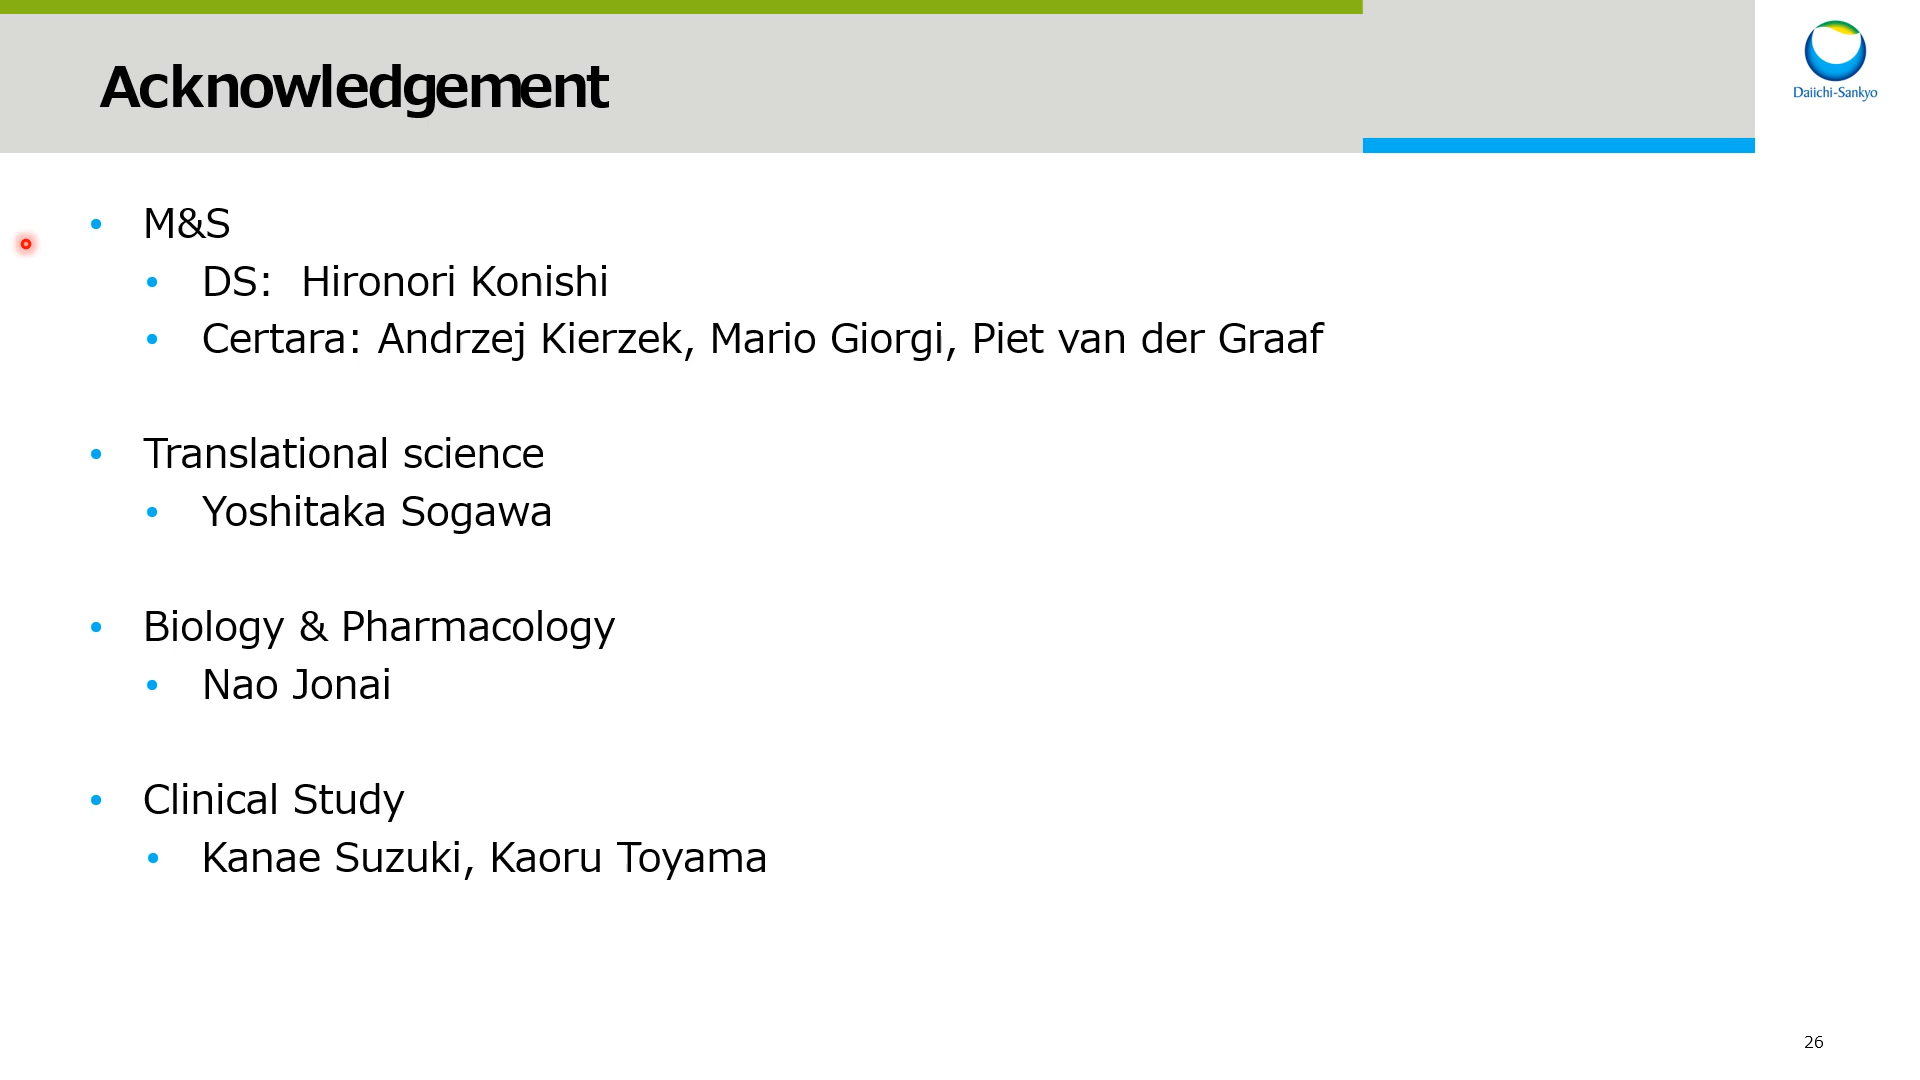 Acknowledgement
Daiichi-Sankyo
• M&S
• DS: Hironori Konishi
• Certara: Andrzej Kierzek, Mario Giorgi, Piet van der Graaf
• Translational science
• Yoshitaka Sogawa
• Biology & Pharmacology
• Nao Jonai
• Clinical Study
• Kanae Suzuki, Kaoru Toyama
26